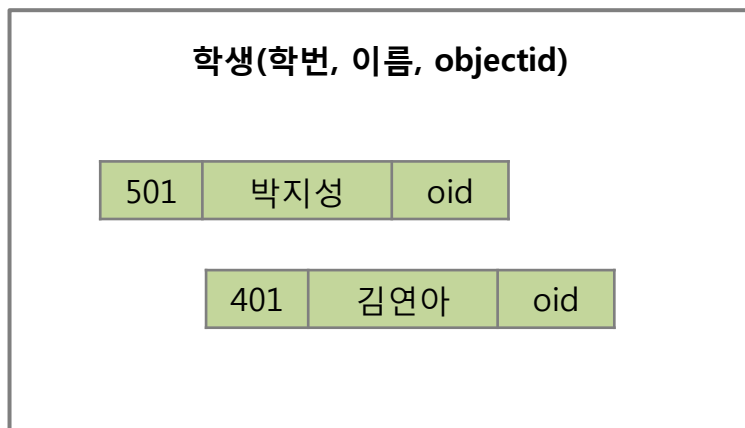 학생(학번, 이름, objectid)
501 박지성 oid
401 김연아 oid